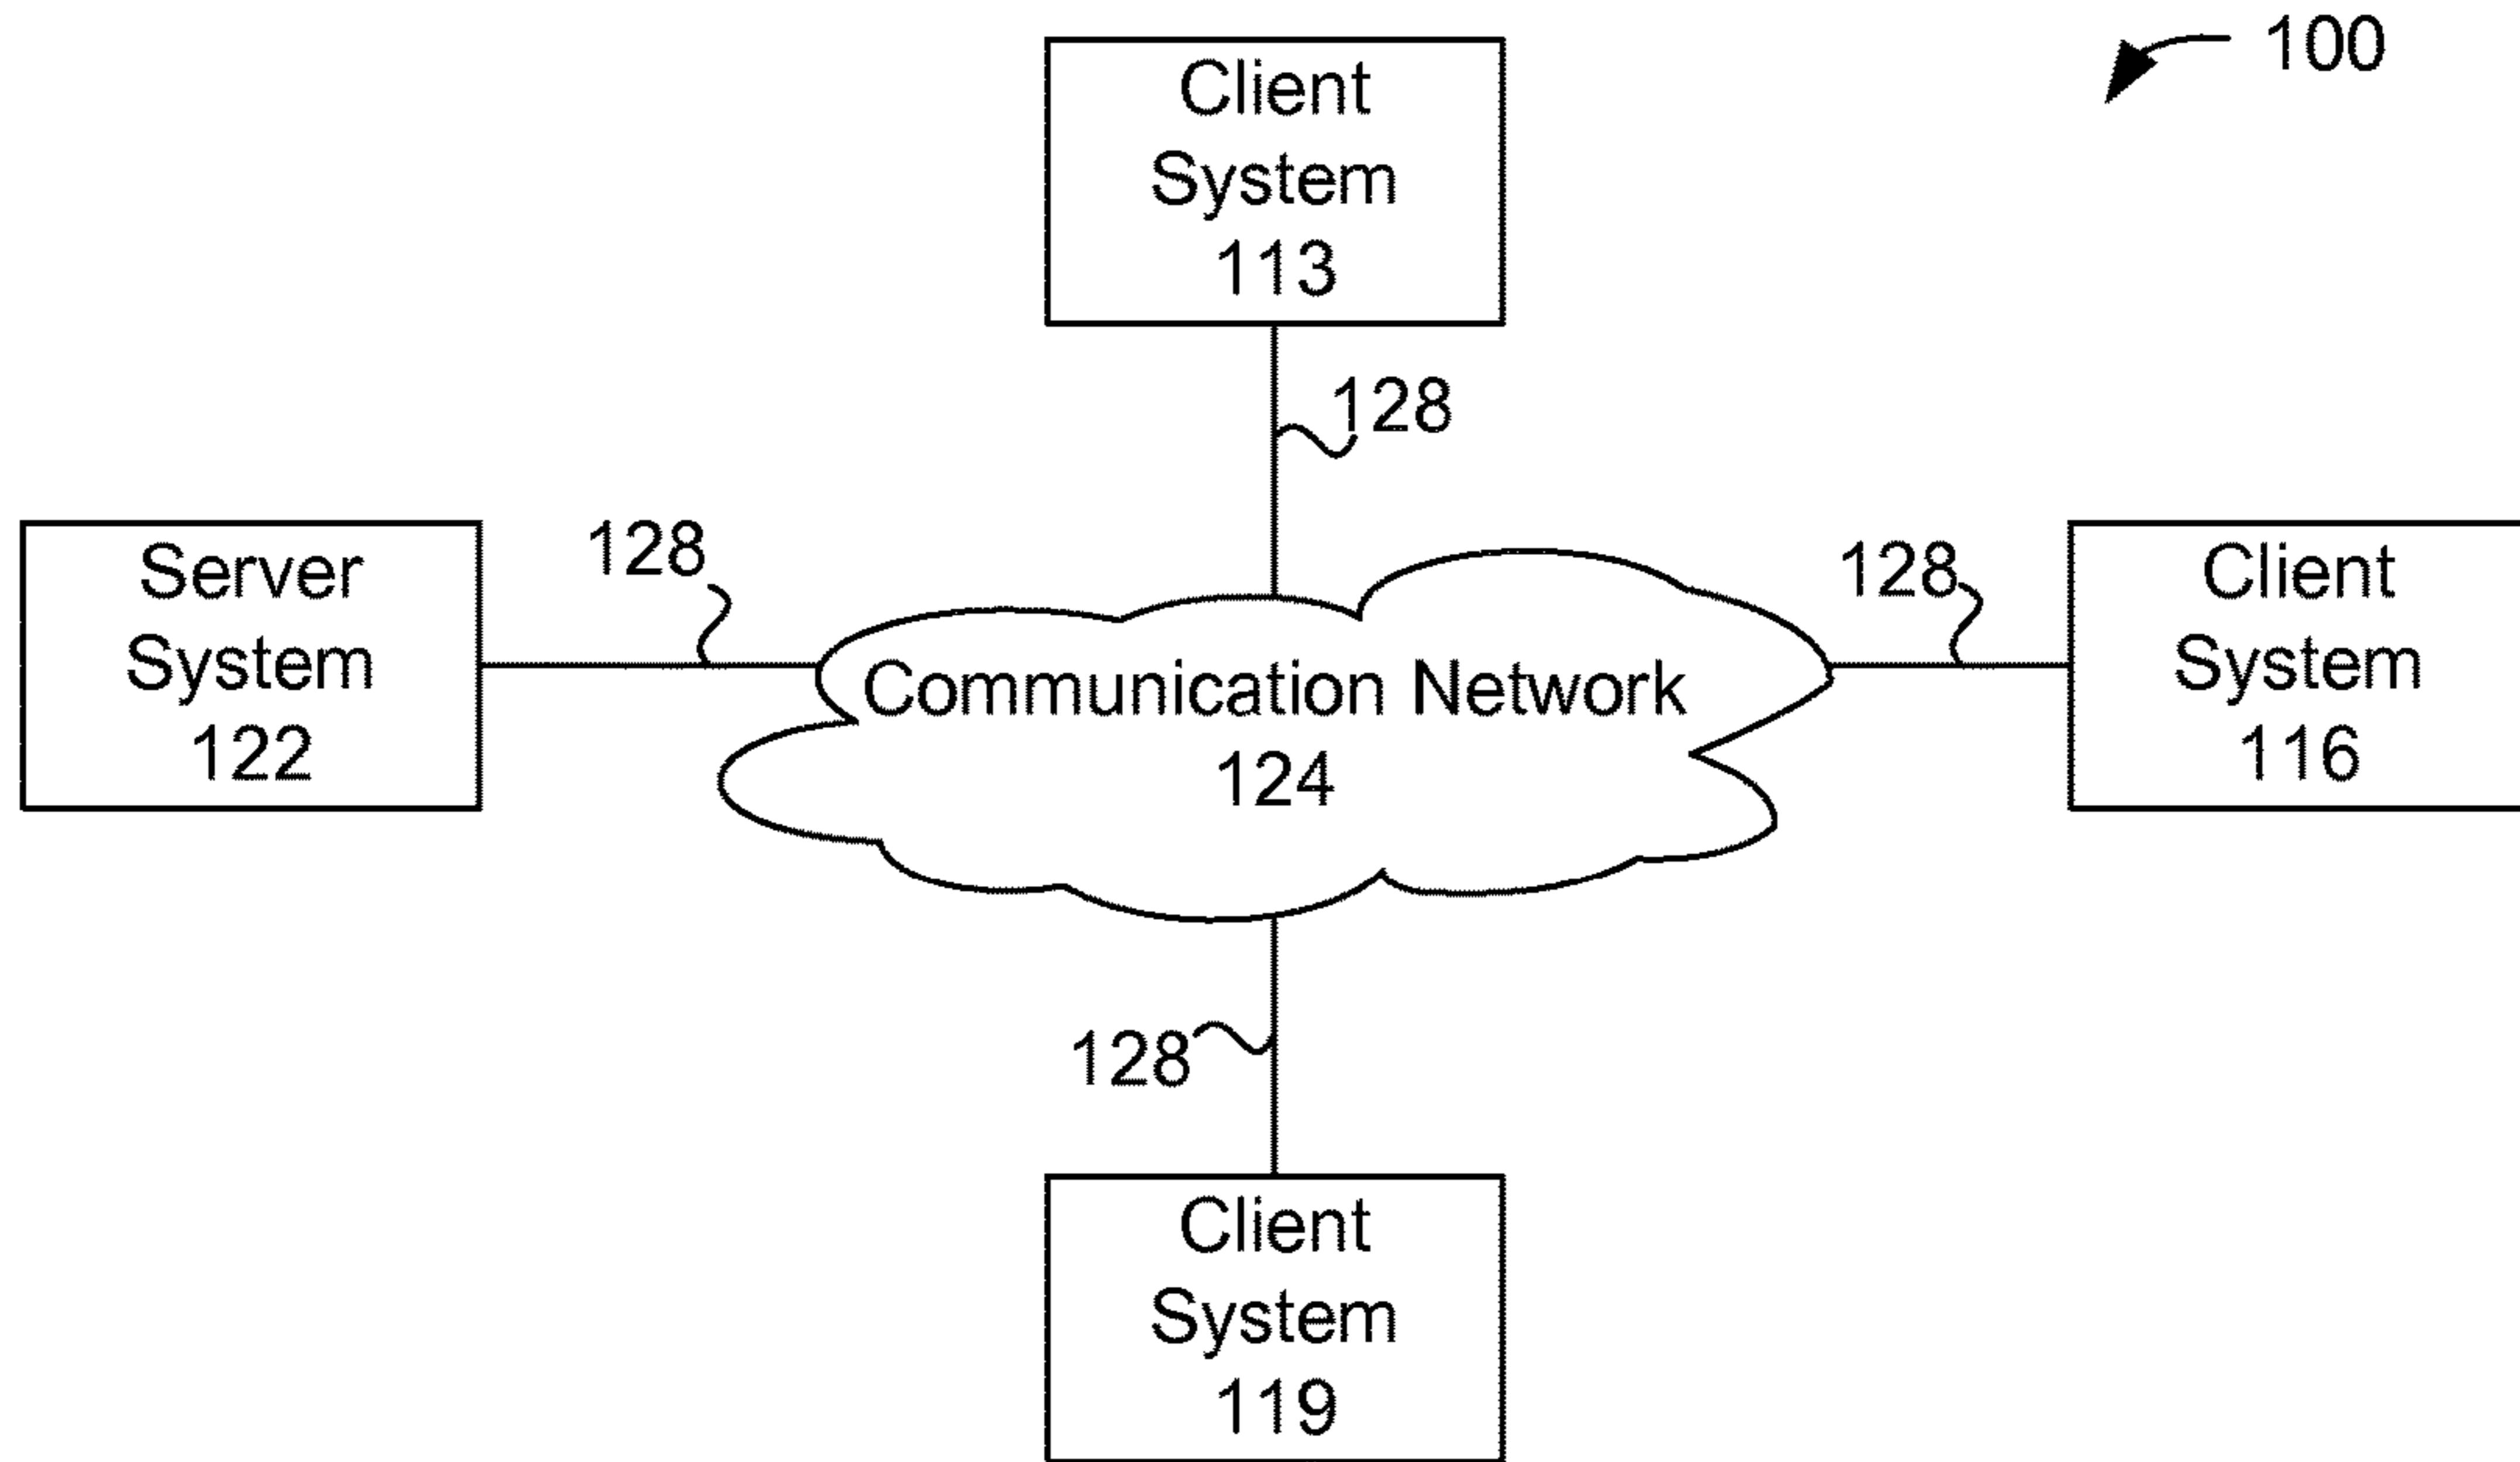 100
Client
System
113
128
Server
System
122
128
128
Client
System
116
Communication Network
124
128
Client
System
119